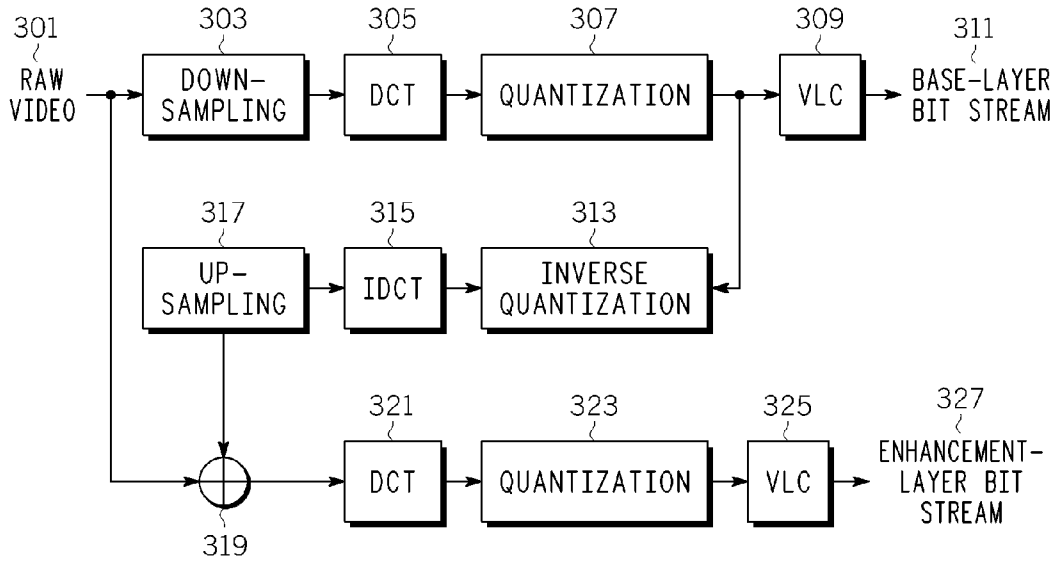 301
303
305
307
309
311
RAW
VIDEO
DOWN-
SAMPLING
DCT
QUANTIZATION
VLC
BASE-LAYER
BIT STREAM
317
315
313
UP-
SAMPLING
IDCT
INVERSE
QUANTIZATION
321
323
325
327
DCT
QUANTIZATION
VLC
ENHANCEMENT-
LAYER BIT
STREAM
319